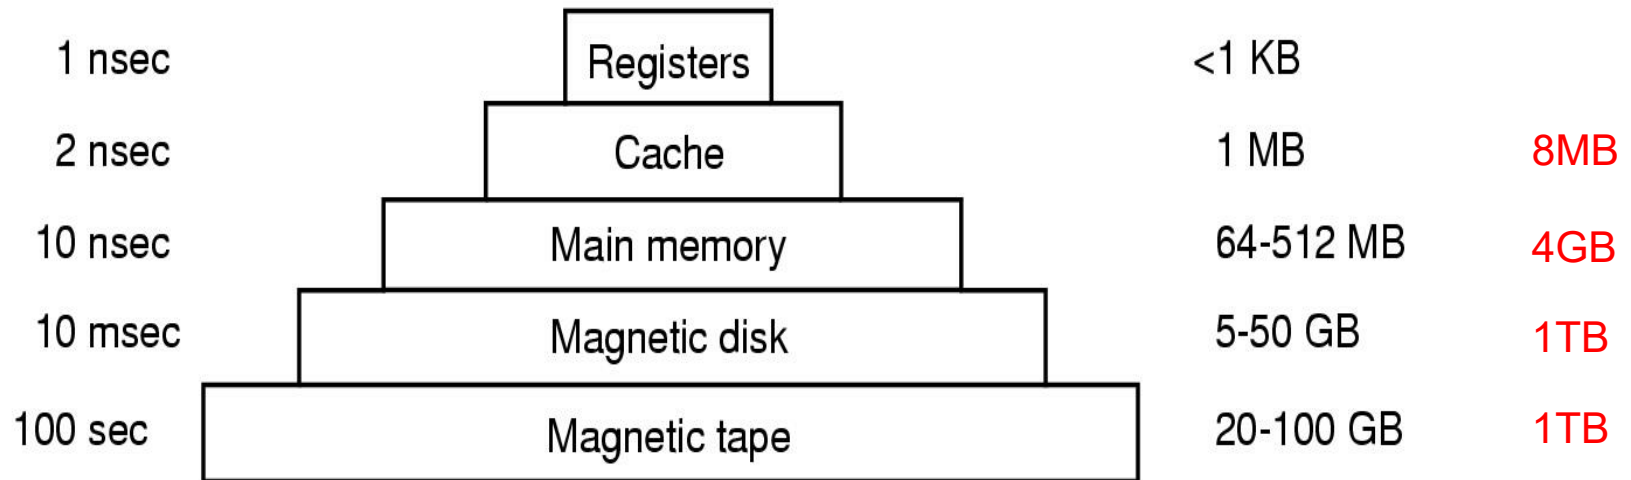 1 nsec Registers <1 KB
2 nsec Cache 1 MB 8MB
10 nsec Main memory 64-512 MB 4GB
10 msec Magnetic disk 5-50 GB 1TB
100 sec Magnetic tape 20-100 GB 1TB